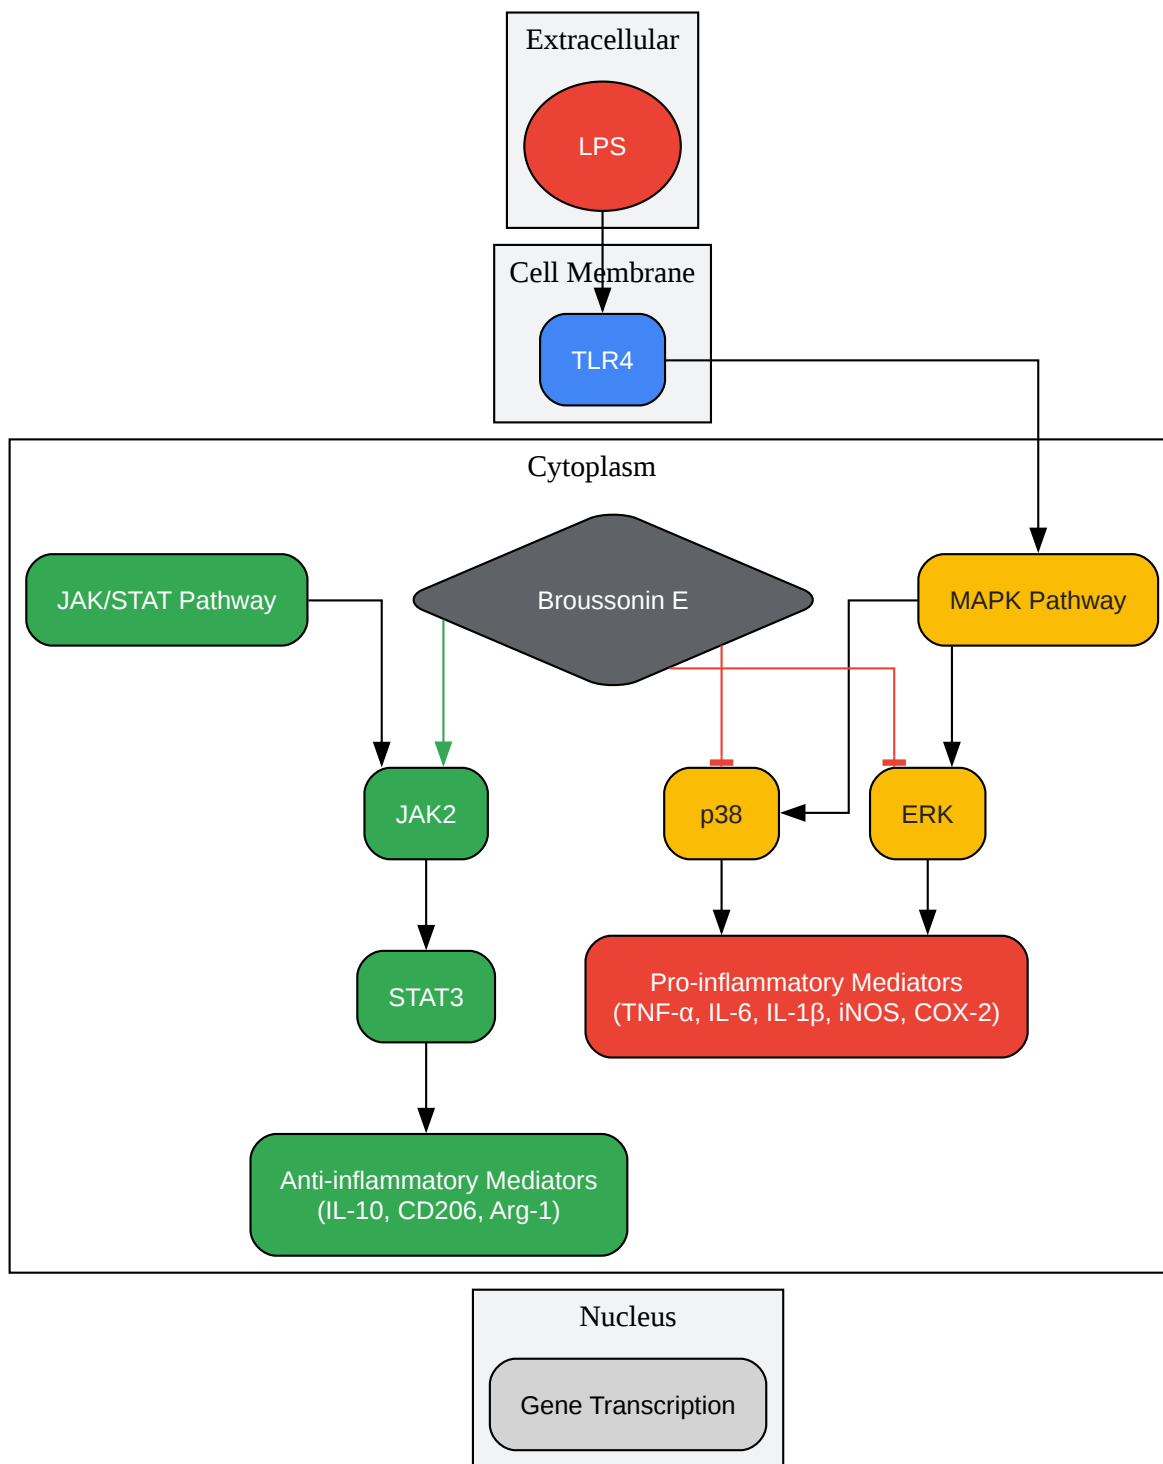 Extracellular
LPS
Cell Membrane
TLR4
Cytoplasm
JAK/STAT Pathway
Broussonin E
MAPK Pathway
JAK2
p38
ERK
STAT3
Pro-inflammatory Mediators
(TNF-α, IL-6, IL-1β, iNOS, COX-2)
Anti-inflammatory Mediators
(IL-10, CD206, Arg-1)
Nucleus
Gene Transcription